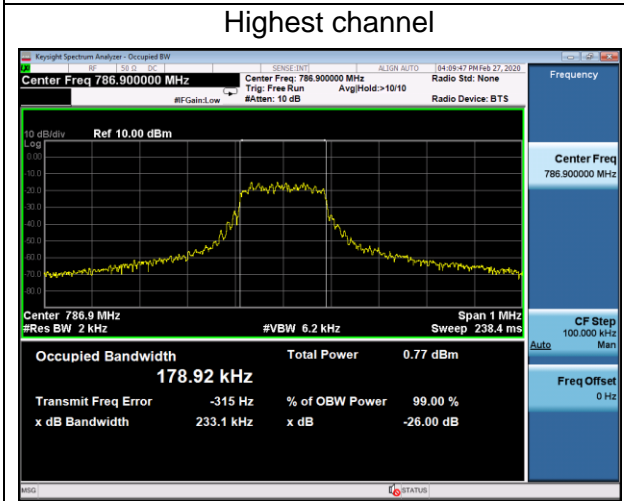 Highest channel
Keysight Spectrum Analyzer - Occupied BW
RF 50 Ω DC SENSE:INT ALIGN AUTO 04:09:47 PM Feb 27, 2020
Center Freq 786.900000 MHz Center Freq: 786.900000 MHz Radio Std: None Frequency
Trig: Free Run Avg|Hold:>10/10
#IFGain:Low #Atten: 10 dB Radio Device: BTS
10 dB/div Ref 10.00 dBm
Log
0.00
-10.0
-20.0
-30.0
-40.0
-50.0
-60.0
-70.0
-80.0
Center Freq
786.900000 MHz
Center 786.9 MHz Span 1 MHz
#Res BW 2 kHz #VBW 6.2 kHz Sweep 238.4 ms
CF Step
100.000 kHz
Auto Man
Occupied Bandwidth Total Power 0.77 dBm
178.92 kHz
Freq Offset
0 Hz
Transmit Freq Error -315 Hz % of OBW Power 99.00 %
x dB Bandwidth 233.1 kHz x dB -26.00 dB
MSG STATUS